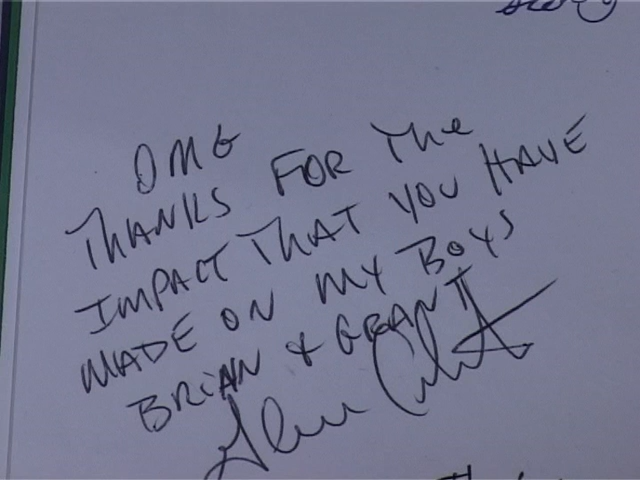 OMG
THANKS FOR THE
IMPACT THAT YOU HAVE
MADE ON MY BOYS
BRIAN & GRANT